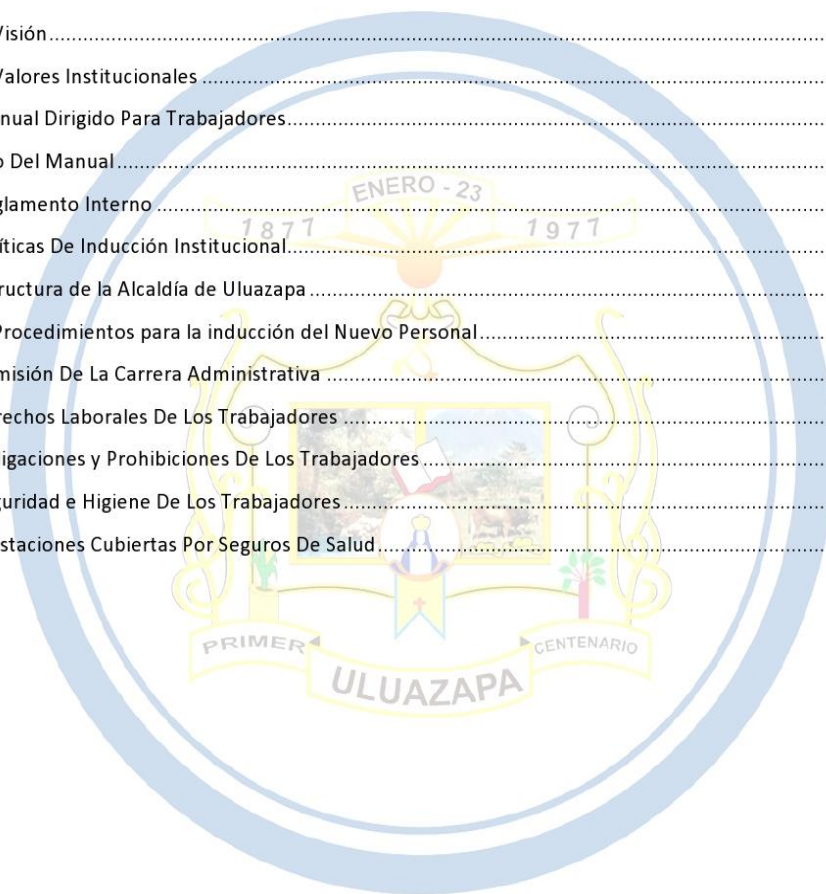 Visión
Valores Institucionales
nual Dirigido Para Trabajadores
o Del Manual
glamento Interno
íticas De Inducción Institucional
tructura de la Alcaldía de Uluazapa
Procedimientos para la inducción del Nuevo Personal
misión De La Carrera Administrativa
rechos Laborales De Los Trabajadores
ligaciones y Prohibiciones De Los Trabajadores
guridad e Higiene De Los Trabajadores
staciones Cubiertas Por Seguros De Salud
ENERO - 23
1877 1977
PRIMER CENTENARIO
ULUAZAPA